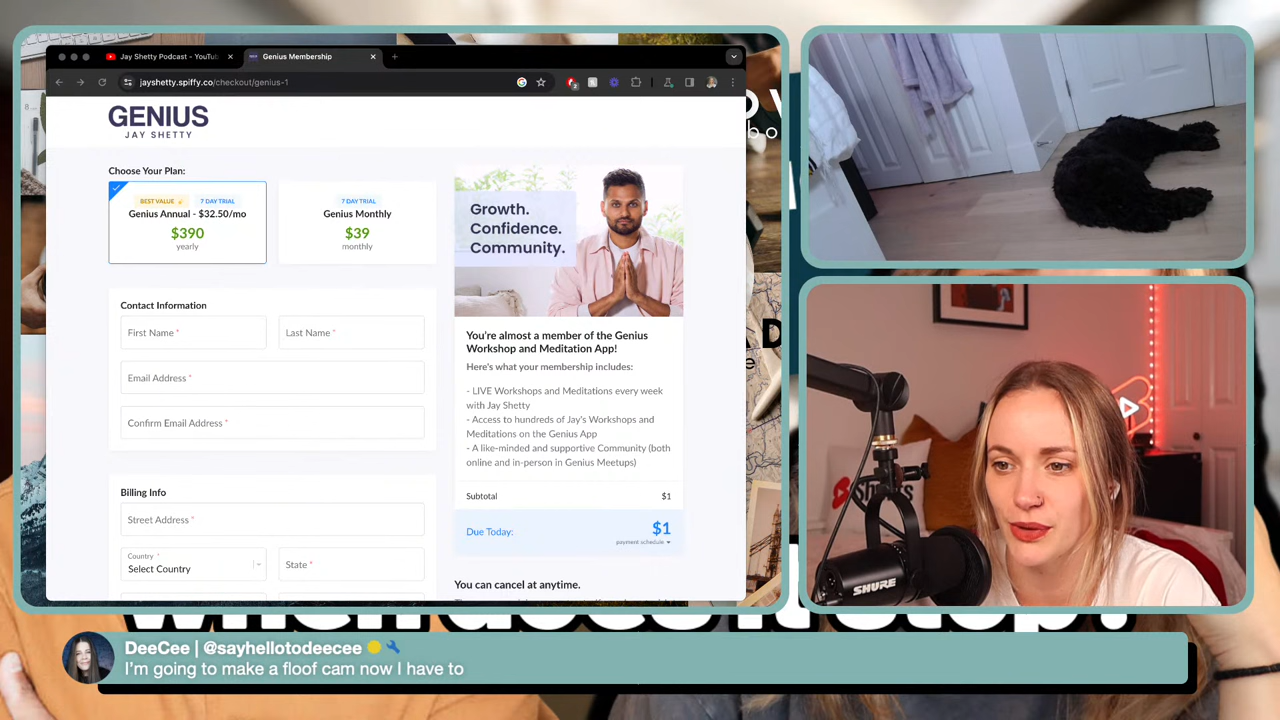 Jay Shetty Podcast - YouTub
Genius Membership
jayshetty.spiffy.co/checkout/genius-1
GENIUS
JAY SHETTY
Choose Your Plan:
BEST VALUE
7 DAY TRIAL
Genius Annual - $32.50/mo
$390
yearly
7 DAY TRIAL
Genius Monthly
$39
monthly
Growth.
Confidence.
Community.
Contact Information
First Name *
Last Name *
Email Address *
Confirm Email Address *
You're almost a member of the Genius
Workshop and Meditation App!
Here's what your membership includes:
- LIVE Workshops and Meditations every week
with Jay Shetty
- Access to hundreds of Jay's Workshops and
Meditations on the Genius App
- A like-minded and supportive Community (both
online and in-person in Genius Meetups)
Subtotal
$1
Due Today:
$1
payment schedule
Billing Info
Street Address *
Country *
Select Country
State *
You can cancel at anytime.
SHURE
when does it stop?
DeeCee | @sayhellotodeecee
I'm going to make a floof cam now I have to